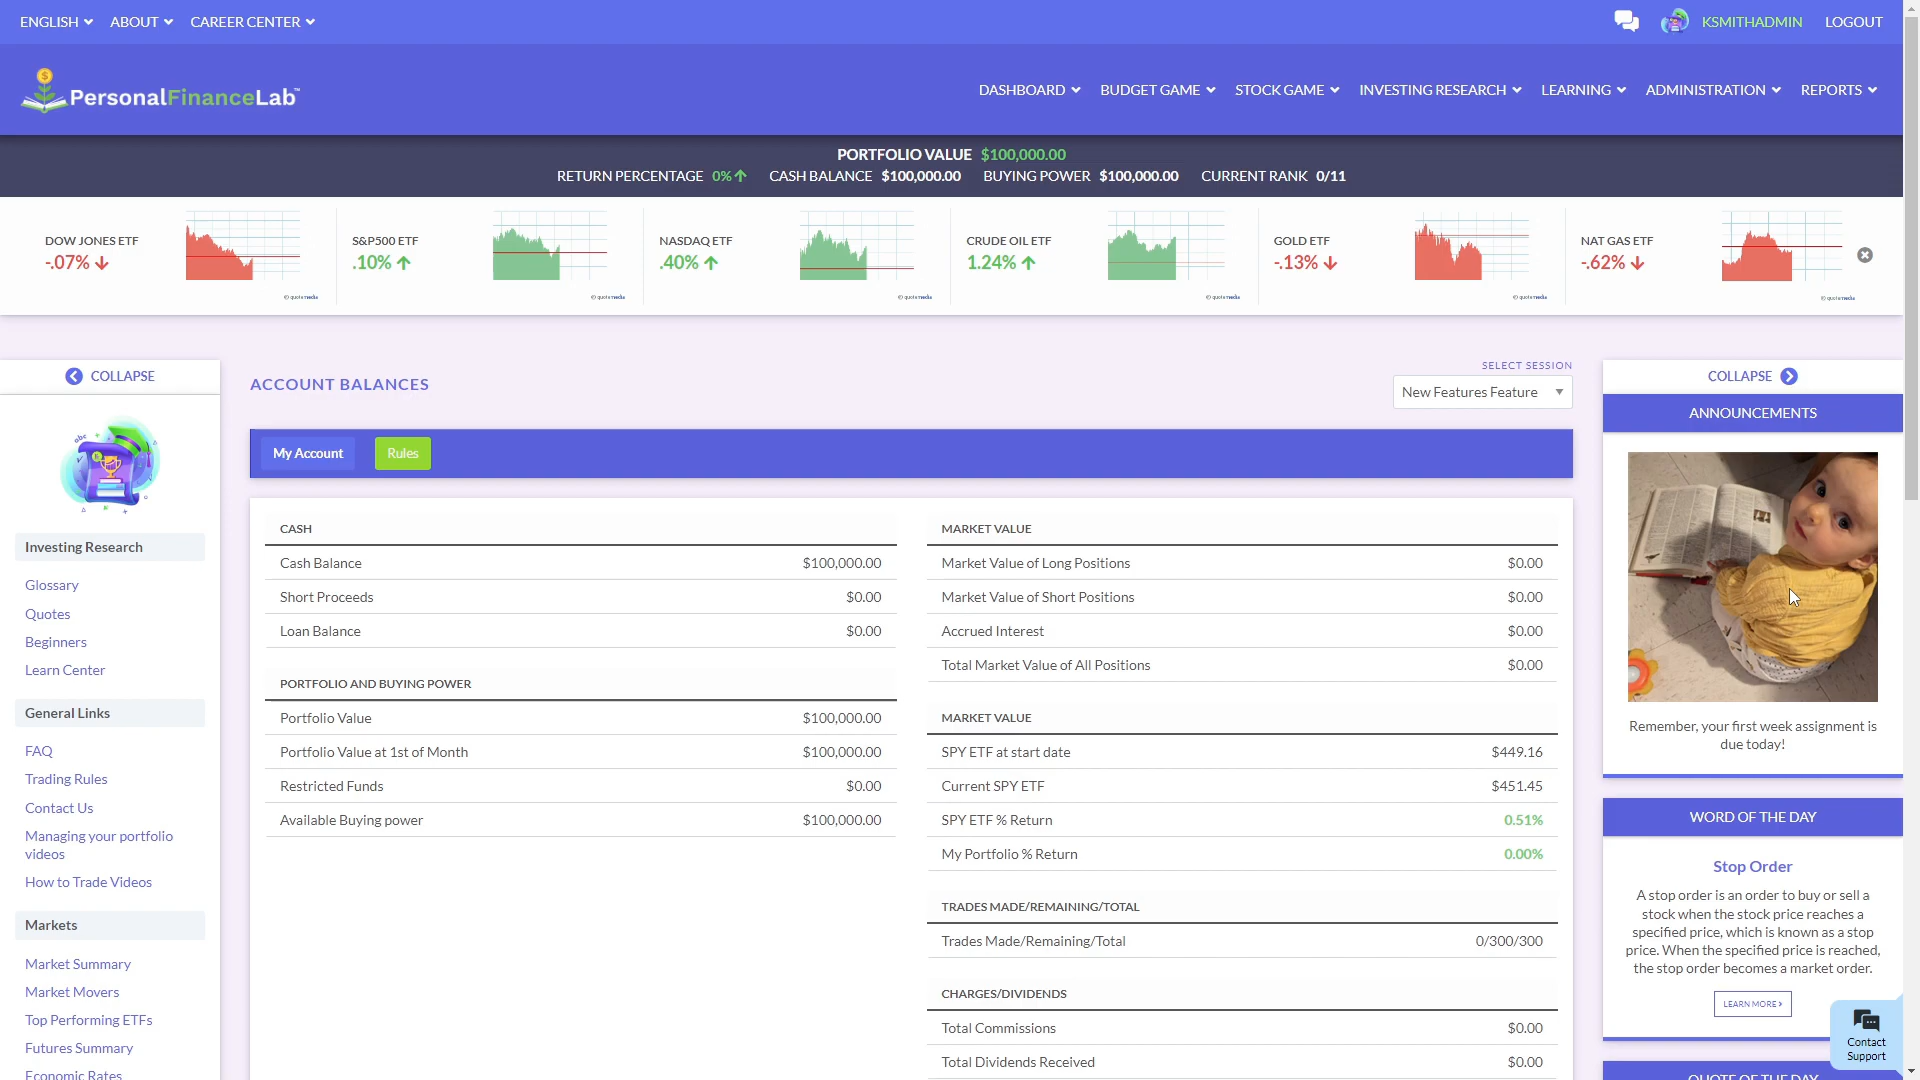 ENGLISH
ABOUT
CAREER CENTER
KSMITHADMIN
LOGOUT
PersonalFinanceLab™
DASHBOARD
BUDGET GAME
STOCK GAME
INVESTING RESEARCH
LEARNING
ADMINISTRATION
REPORTS
PORTFOLIO VALUE $100,000.00
RETURN PERCENTAGE 0% CASH BALANCE $100,000.00 BUYING POWER $100,000.00 CURRENT RANK 0/11
DOW JONES ETF
-.07%
© quotemedia
S&P500 ETF
.10%
© quotemedia
NASDAQ ETF
.40%
© quotemedia
CRUDE OIL ETF
1.24%
© quotemedia
GOLD ETF
-.13%
© quotemedia
NAT GAS ETF
-.62%
© quotemedia
COLLAPSE
Investing Research
Glossary
Quotes
Beginners
Learn Center
General Links
FAQ
Trading Rules
Contact Us
Managing your portfolio
videos
How to Trade Videos
Markets
Market Summary
Market Movers
Top Performing ETFs
Futures Summary
Economic Rates
ACCOUNT BALANCES
SELECT SESSION
New Features Feature
My Account
Rules
CASH
Cash Balance $100,000.00
Short Proceeds $0.00
Loan Balance $0.00
PORTFOLIO AND BUYING POWER
Portfolio Value $100,000.00
Portfolio Value at 1st of Month $100,000.00
Restricted Funds $0.00
Available Buying power $100,000.00
MARKET VALUE
Market Value of Long Positions $0.00
Market Value of Short Positions $0.00
Accrued Interest $0.00
Total Market Value of All Positions $0.00
MARKET VALUE
SPY ETF at start date $449.16
Current SPY ETF $451.45
SPY ETF % Return 0.51%
My Portfolio % Return 0.00%
TRADES MADE/REMAINING/TOTAL
Trades Made/Remaining/Total 0/300/300
CHARGES/DIVIDENDS
Total Commissions $0.00
Total Dividends Received $0.00
COLLAPSE
ANNOUNCEMENTS
Remember, your first week assignment is
due today!
WORD OF THE DAY
Stop Order
A stop order is an order to buy or sell a
stock when the stock price reaches a
specified price, which is known as a stop
price. When the specified price is reached,
the stop order becomes a market order.
LEARN MORE
QUOTE OF THE DAY
Contact
Support